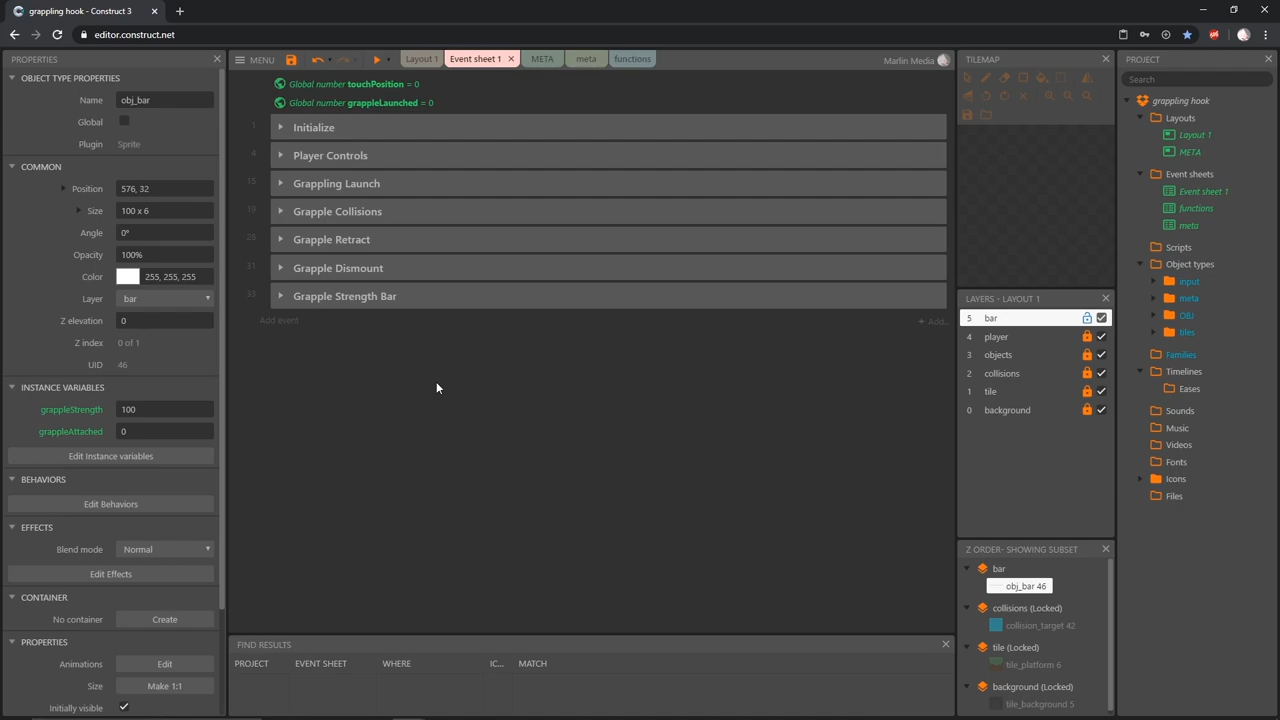 grappling hook - Construct 3
editor.construct.net
PROPERTIES
OBJECT TYPE PROPERTIES
Name obj_bar
Global
Plugin Sprite
COMMON
Position 576, 32
Size 100 x 6
Angle 0°
Opacity 100%
Color 255, 255, 255
Layer bar
Z elevation 0
Z index 0 of 1
UID 46
INSTANCE VARIABLES
grappleStrength 100
grappleAttached 0
Edit Instance variables
BEHAVIORS
Edit Behaviors
EFFECTS
Blend mode Normal
Edit Effects
CONTAINER
No container Create
PROPERTIES
Animations Edit
Size Make 1:1
Initially visible
MENU
Layout 1 Event sheet 1 META meta functions
Marlin Media
Global number touchPosition = 0
Global number grappleLaunched = 0
1 Initialize
4 Player Controls
15 Grappling Launch
19 Grapple Collisions
28 Grapple Retract
31 Grapple Dismount
33 Grapple Strength Bar
Add event
Add...
FIND RESULTS
PROJECT EVENT SHEET WHERE IC... MATCH
TILEMAP
LAYERS - LAYOUT 1
5 bar
4 player
3 objects
2 collisions
1 tile
0 background
Z ORDER- SHOWING SUBSET
bar
obj_bar 46
collisions (Locked)
collision_target 42
tile (Locked)
tile_platform 6
background (Locked)
tile_background 5
PROJECT
Search
grappling hook
Layouts
Layout 1
META
Event sheets
Event sheet 1
functions
meta
Scripts
Object types
input
meta
OBJ
tiles
Families
Timelines
Eases
Sounds
Music
Videos
Fonts
Icons
Files